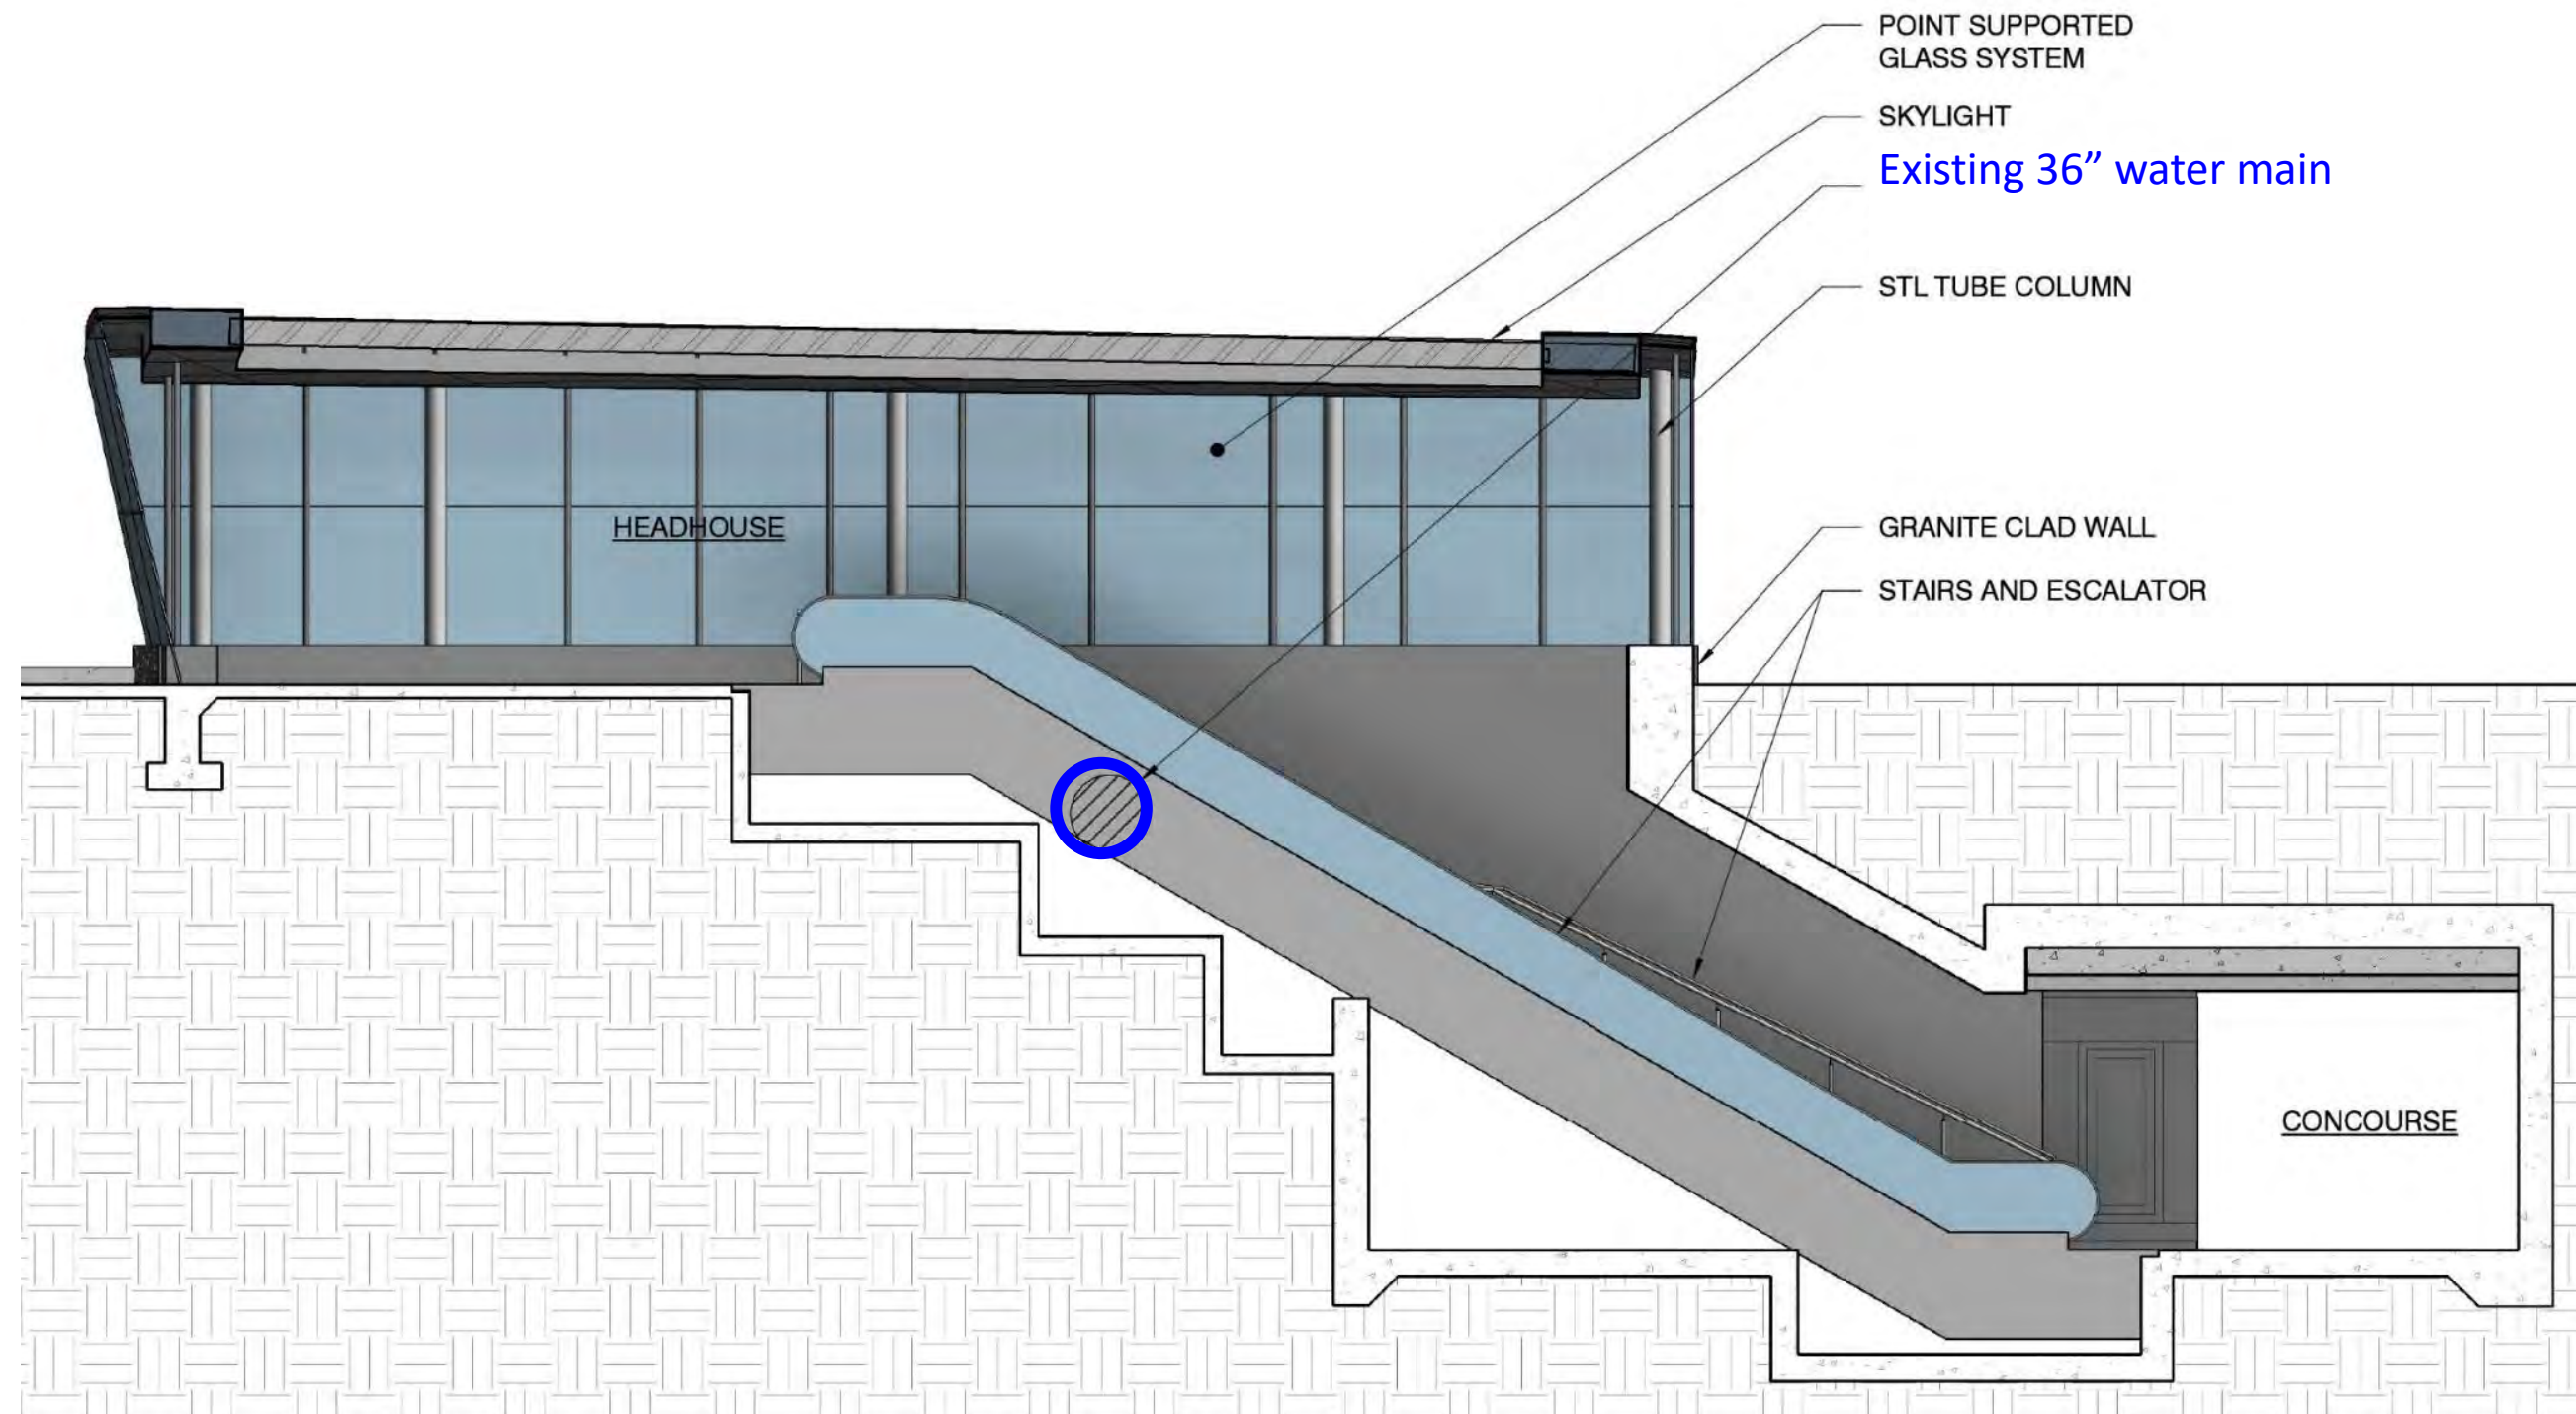 POINT SUPPORTED
GLASS SYSTEM
SKYLIGHT
Existing 36” water main
STL TUBE COLUMN
HEADHOUSE
GRANITE CLAD WALL
STAIRS AND ESCALATOR
CONCOURSE